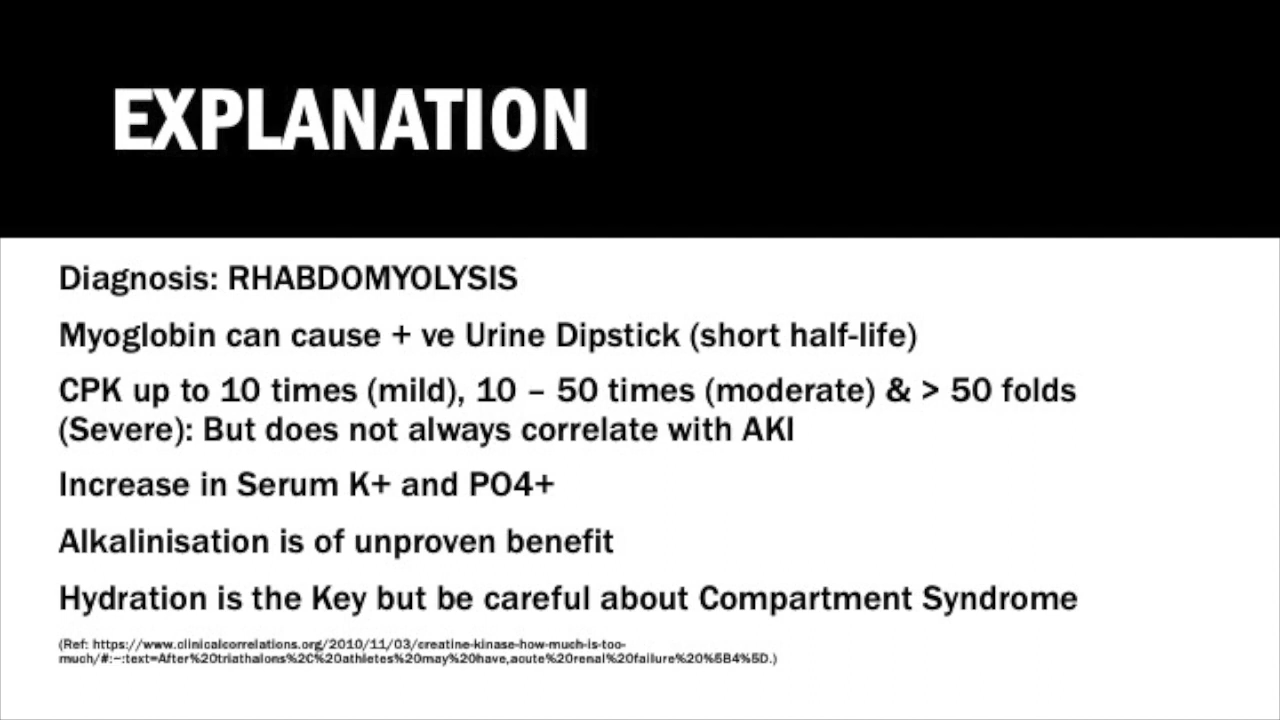 EXPLANATION
Diagnosis: RHABDOMYOLYSIS
Myoglobin can cause + ve Urine Dipstick (short half-life)
CPK up to 10 times (mild), 10 – 50 times (moderate) & > 50 folds
(Severe): But does not always correlate with AKI
Increase in Serum K+ and PO4+
Alkalinisation is of unproven benefit
Hydration is the Key but be careful about Compartment Syndrome
(Ref: https://www.clinicalcorrelations.org/2010/11/03/creatine-kinase-how-much-is-too-
much/#:~:text=After%20triathalons%2C%20athletes%20may%20have,acute%20renal%20failure%20%5B4%5D.)